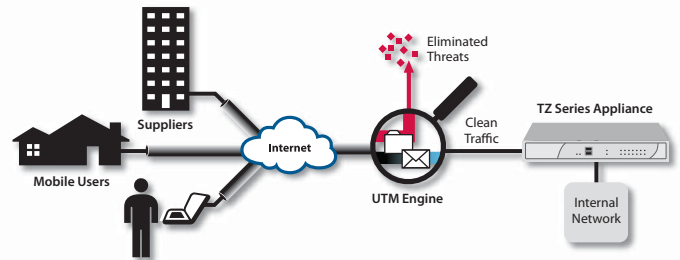 Eliminated
Threats
TZ Series Appliance
Suppliers
Clean
Traffic
Internet
Mobile Users
UTM Engine
Internal
Network